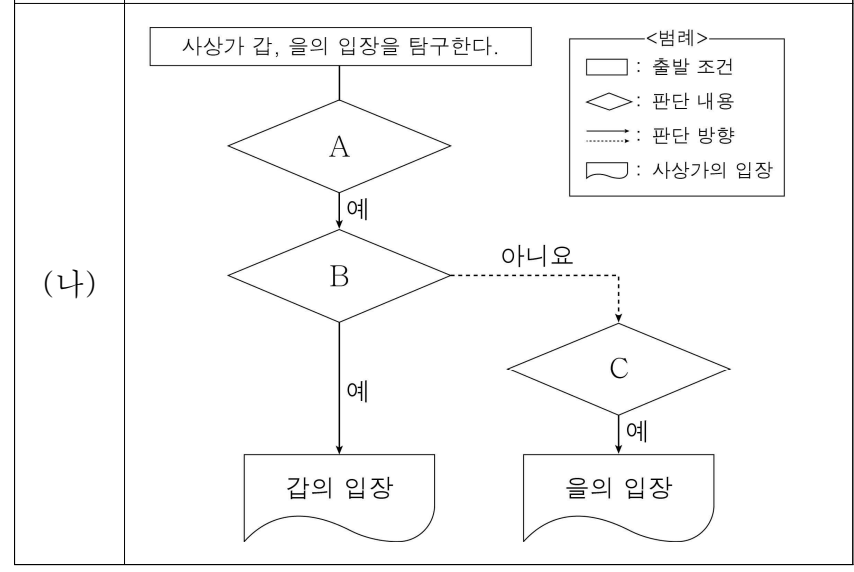 사상가 갑, 을의 입장을 탐구한다.
<범례>
: 출발 조건
: 판단 내용
: 판단 방향
: 사상가의 입장
A
예
(나)
B
아니요
C
예
예
갑의 입장
을의 입장